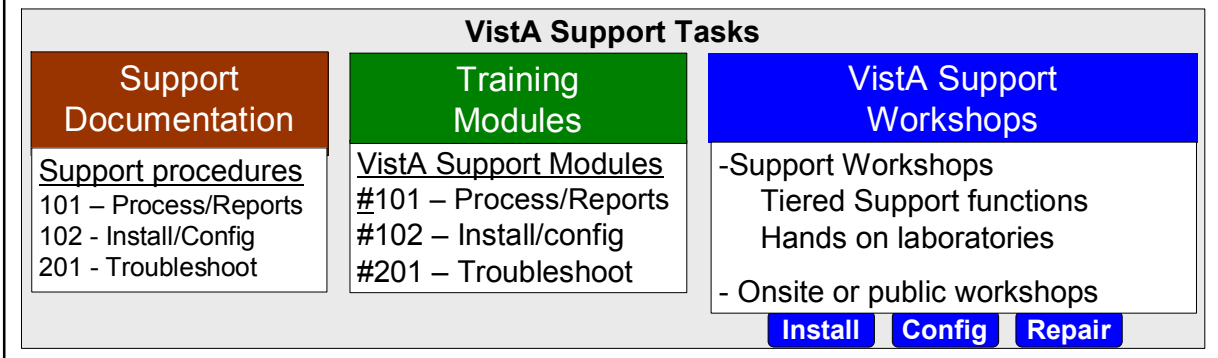 VistA Support Tasks
Support
Documentation
Support procedures
101 – Process/Reports
102 - Install/Config
201 - Troubleshoot
Training
Modules
VistA Support Modules
#101 – Process/Reports
#102 – Install/config
#201 – Troubleshoot
VistA Support
Workshops
-Support Workshops
Tiered Support functions
Hands on laboratories
- Onsite or public workshops
Install Config Repair